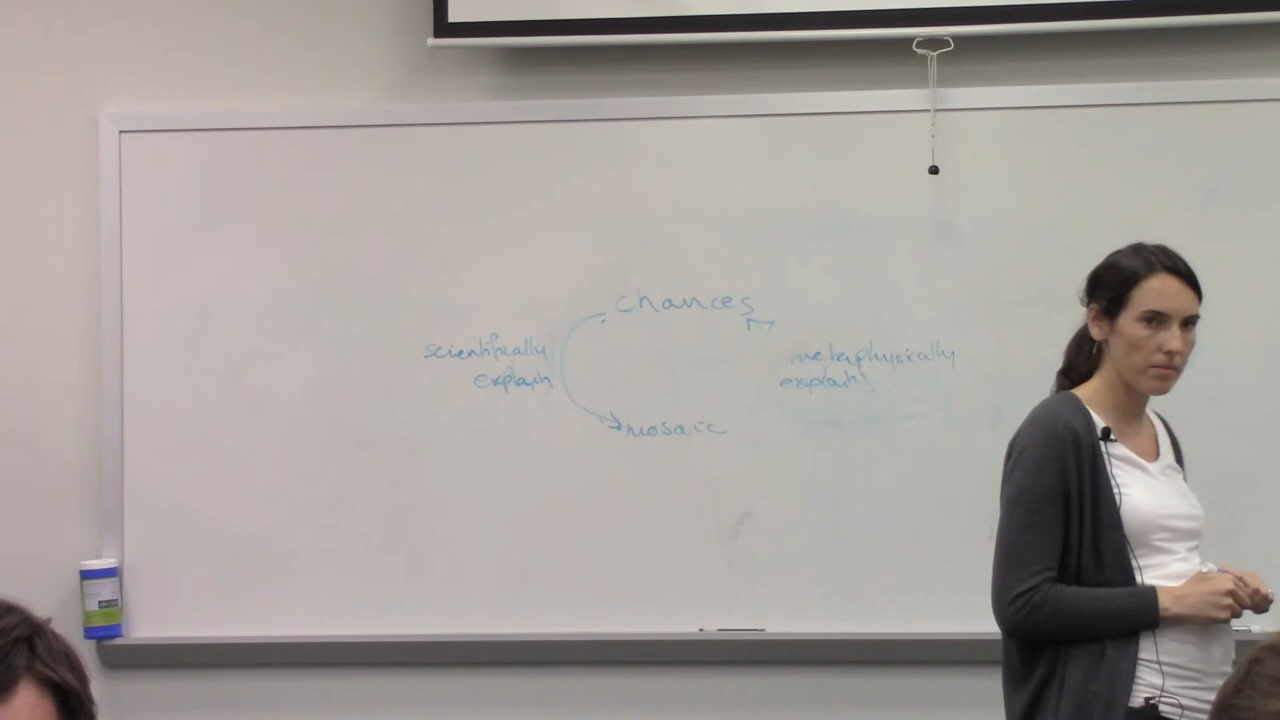 chances
scientifically
explain
metaphysically
explain
mosaic